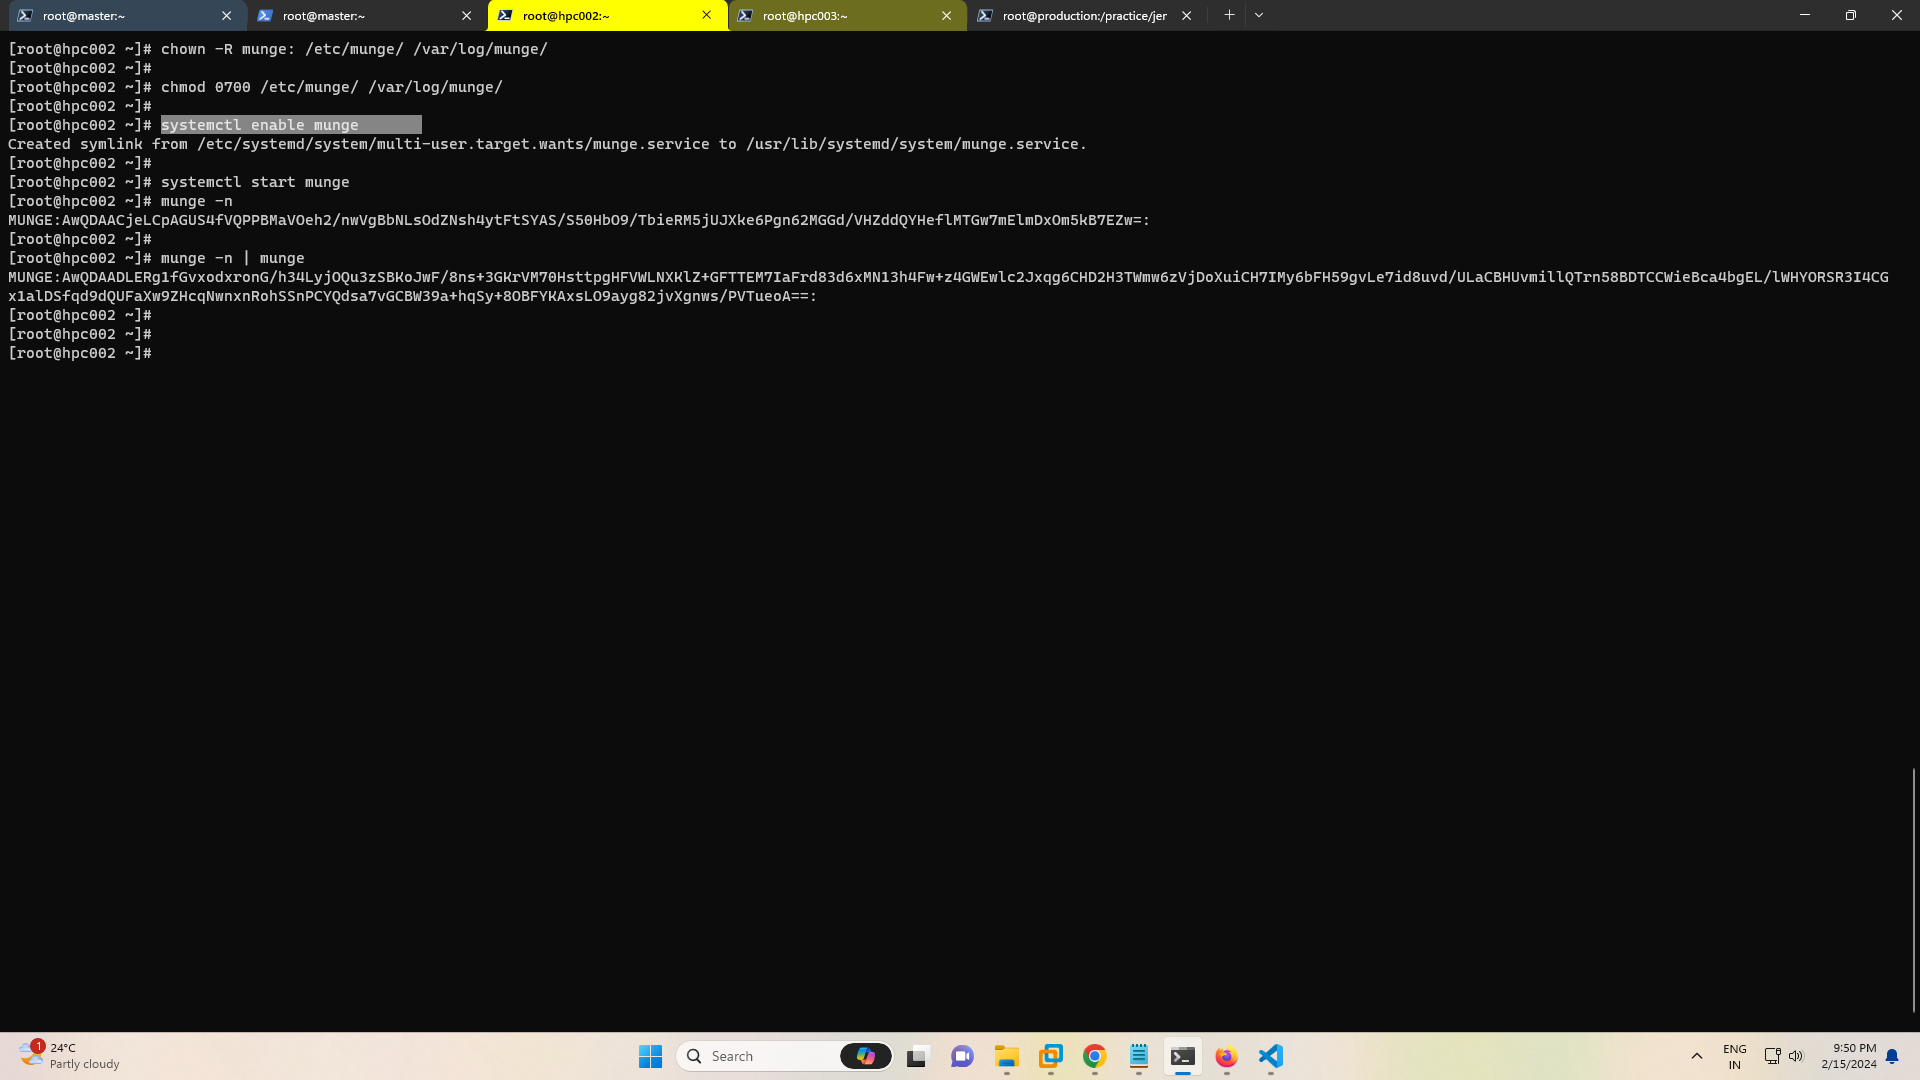 root@master:~
root@master:~
root@hpc002:~
root@hpc003:~
root@production:/practice/jer
[root@hpc002 ~]# chown -R munge: /etc/munge/ /var/log/munge/
[root@hpc002 ~]#
[root@hpc002 ~]# chmod 0700 /etc/munge/ /var/log/munge/
[root@hpc002 ~]#
[root@hpc002 ~]# systemctl enable munge
Created symlink from /etc/systemd/system/multi-user.target.wants/munge.service to /usr/lib/systemd/system/munge.service.
[root@hpc002 ~]#
[root@hpc002 ~]# systemctl start munge
[root@hpc002 ~]# munge -n
MUNGE:AwQDAACjeLCpAGUS4fVQPPBMaVOeh2/nwVgBbNLsOdZNsh4ytFtSYAS/S50HbO9/TbieRM5jUJXke6Pgn62MGGd/VHZddQYHeflMTGw7mElmDxOm5kB7EZw=:
[root@hpc002 ~]#
[root@hpc002 ~]# munge -n | munge
MUNGE:AwQDAADLERg1fGvxodxronG/h34LyjOQu3zSBKoJwF/8ns+3GKrVM70HsttpgHFVWLNXKlZ+GFTTEM7IaFrd83d6xMN13h4Fw+z4GWEwlc2Jxqg6CHD2H3TWmw6zVjDoXuiCH7IMy6bFH59gvLe7id8uvd/ULaCBHUvmillQTrn58BDTCCWieBca4bgEL/lWHYORSR3I4CG
x1alDSfqd9dQUFaXw9ZHcqNwnxnRohSSnPCYQdsa7vGCBW39a+hqSy+8OBFYKAxsLO9ayg82jvXgnws/PVTueoA==:
[root@hpc002 ~]#
[root@hpc002 ~]#
[root@hpc002 ~]#
1
24°C
Partly cloudy
Search
ENG
IN
9:50 PM
2/15/2024